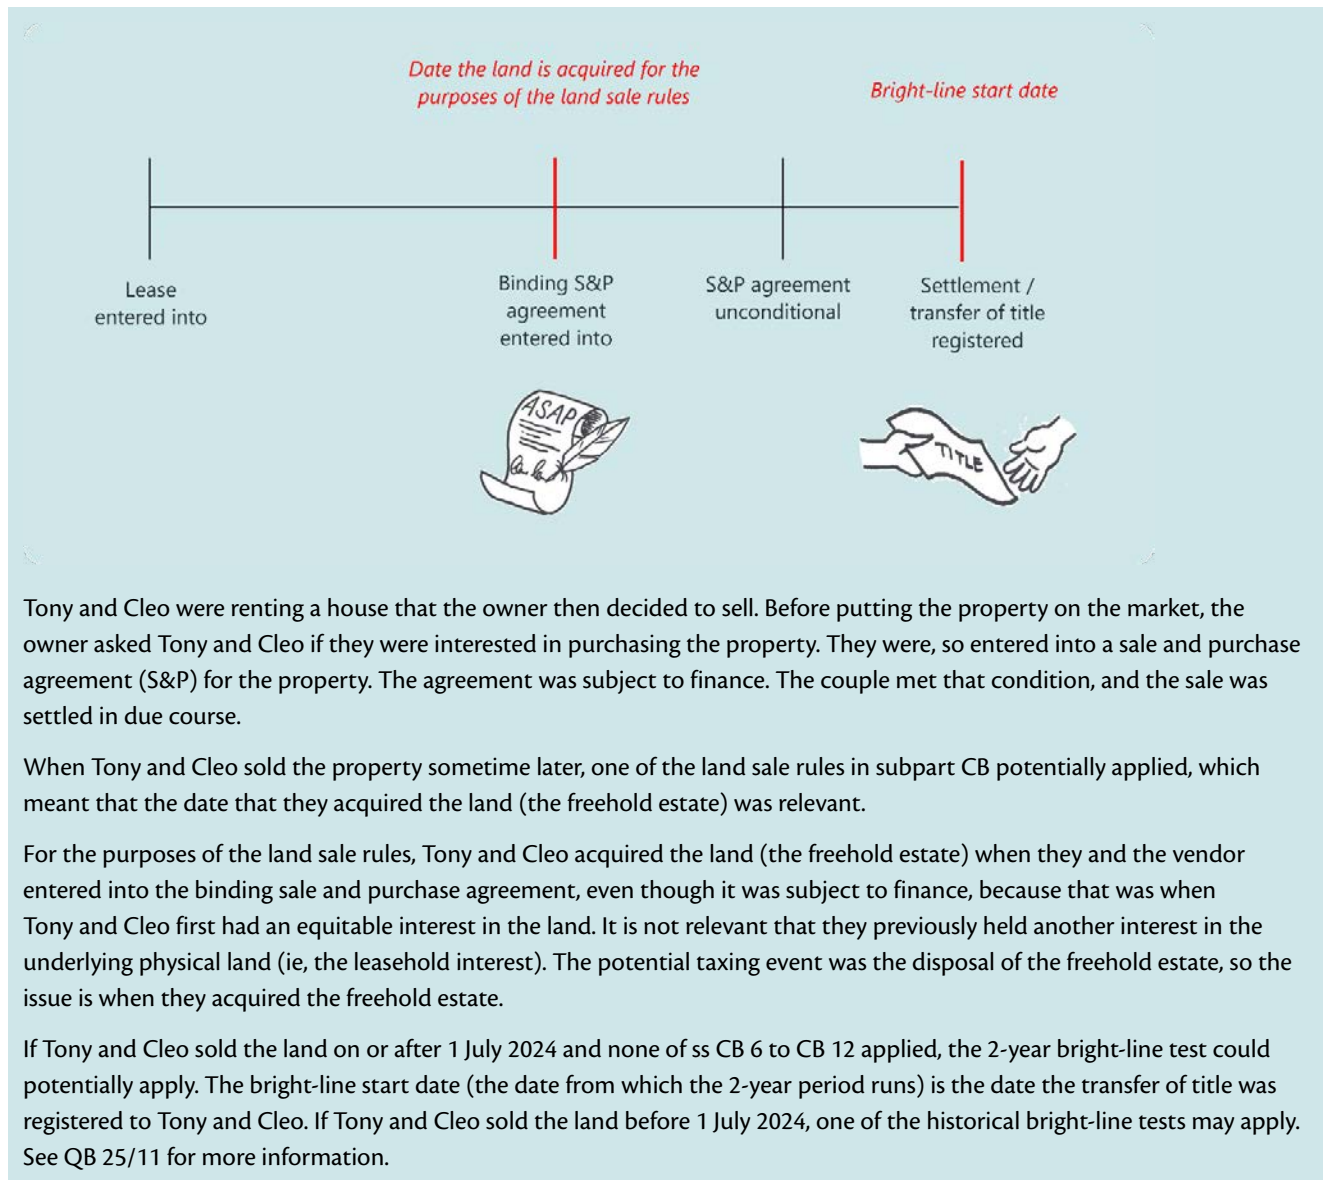 Date the land is acquired for the
purposes of the land sale rules
Bright-line start date
Lease
entered into
Binding S&P
agreement
entered into
S&P agreement
unconditional
Settlement /
transfer of title
registered
ASAP
TITLE
Tony and Cleo were renting a house that the owner then decided to sell. Before putting the property on the market, the
owner asked Tony and Cleo if they were interested in purchasing the property. They were, so entered into a sale and purchase
agreement (S&P) for the property. The agreement was subject to finance. The couple met that condition, and the sale was
settled in due course.
When Tony and Cleo sold the property sometime later, one of the land sale rules in subpart CB potentially applied, which
meant that the date that they acquired the land (the freehold estate) was relevant.
For the purposes of the land sale rules, Tony and Cleo acquired the land (the freehold estate) when they and the vendor
entered into the binding sale and purchase agreement, even though it was subject to finance, because that was when
Tony and Cleo first had an equitable interest in the land. It is not relevant that they previously held another interest in the
underlying physical land (ie, the leasehold interest). The potential taxing event was the disposal of the freehold estate, so the
issue is when they acquired the freehold estate.
If Tony and Cleo sold the land on or after 1 July 2024 and none of ss CB 6 to CB 12 applied, the 2-year bright-line test could
potentially apply. The bright-line start date (the date from which the 2-year period runs) is the date the transfer of title was
registered to Tony and Cleo. If Tony and Cleo sold the land before 1 July 2024, one of the historical bright-line tests may apply.
See QB 25/11 for more information.